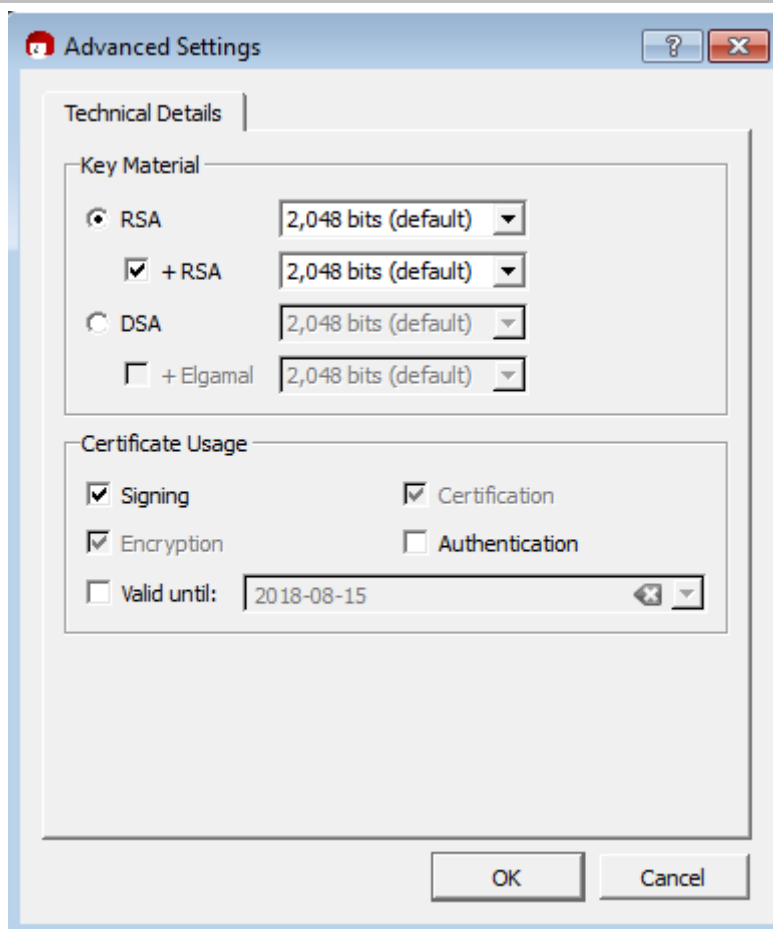 Advanced Settings
Technical Details
Key Material
RSA 2,048 bits (default)
+ RSA 2,048 bits (default)
DSA 2,048 bits (default)
+ Elgamal 2,048 bits (default)
Certificate Usage
Signing Certification
Encryption Authentication
Valid until: 2018-08-15
OK Cancel